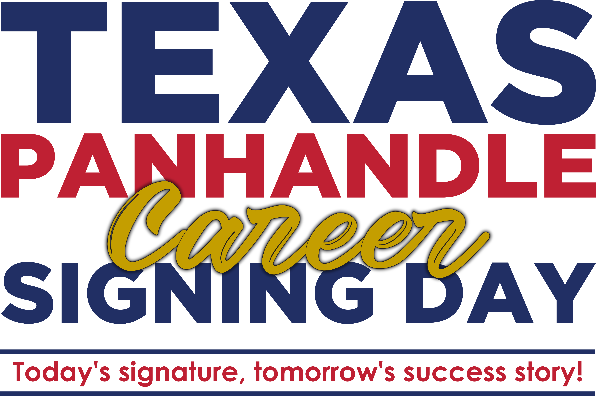 TEXAS
PANHANDLE
Career
SIGNING DAY
Today's signature, tomorrow's success story!